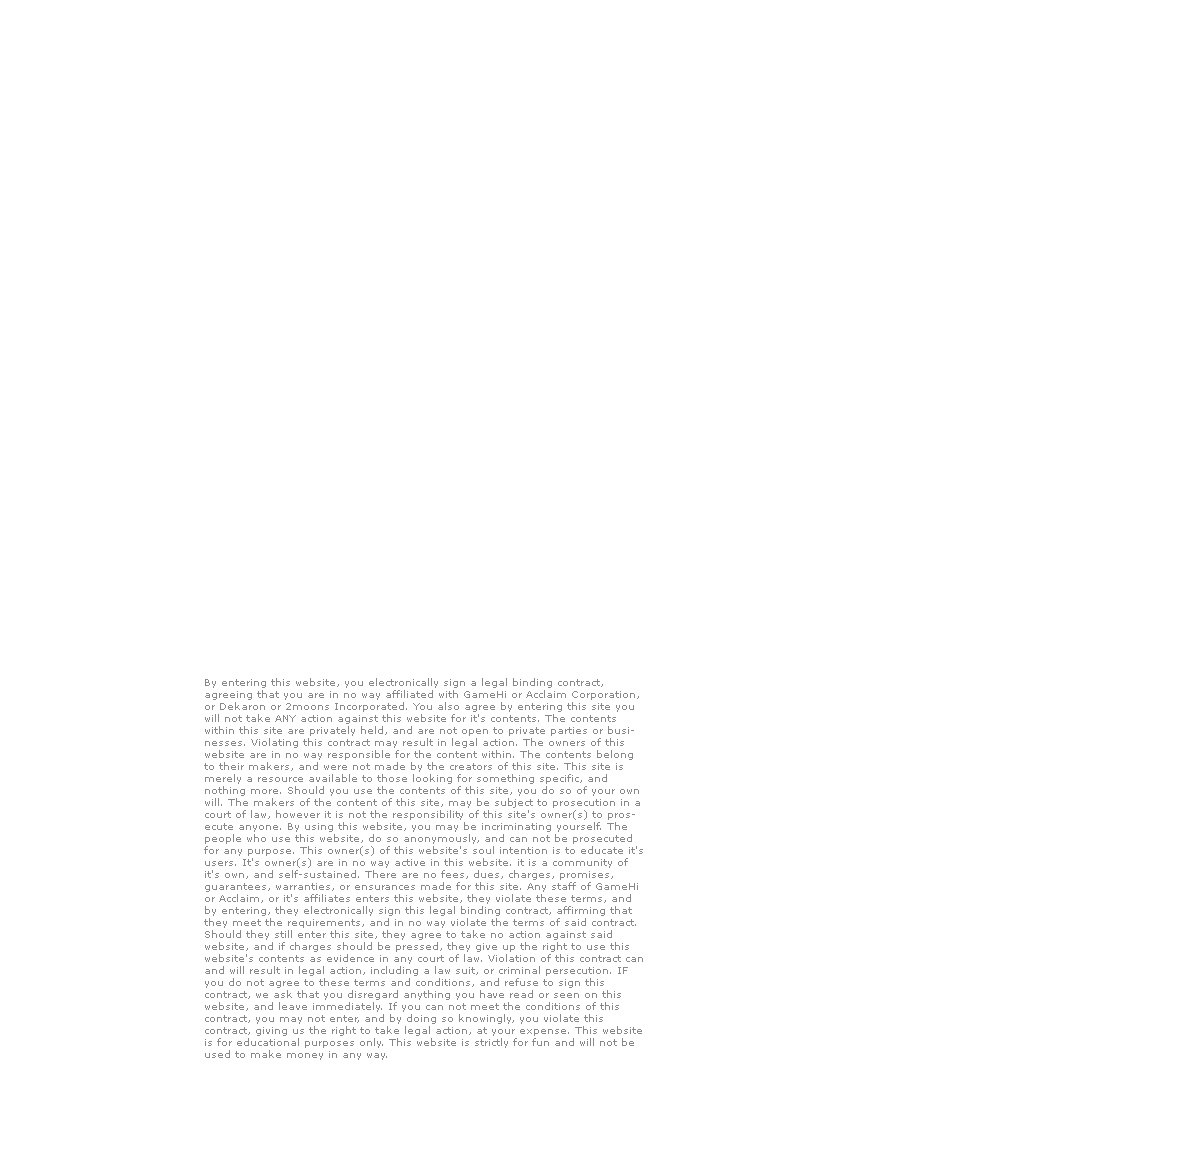 By entering this website, you electronically sign a legal binding contract,
agreeing that you are in no way affiliated with GameHi or Acclaim Corporation,
or Dekaron or 2moons Incorporated. You also agree by entering this site you
will not take ANY action against this website for it's contents. The contents
within this site are privately held, and are not open to private parties or busi-
nesses. Violating this contract may result in legal action. The owners of this
website are in no way responsible for the content within. The contents belong
to their makers, and were not made by the creators of this site. This site is
merely a resource available to those looking for something specific, and
nothing more. Should you use the contents of this site, you do so of your own
will. The makers of the content of this site, may be subject to prosecution in a
court of law, however it is not the responsibility of this site's owner(s) to pros-
ecute anyone. By using this website, you may be incriminating yourself. The
people who use this website, do so anonymously, and can not be prosecuted
for any purpose. This owner(s) of this website's soul intention is to educate it's
users. It's owner(s) are in no way active in this website. it is a community of
it's own, and self-sustained. There are no fees, dues, charges, promises,
guarantees, warranties, or ensurances made for this site. Any staff of GameHi
or Acclaim, or it's affiliates enters this website, they violate these terms, and
by entering, they electronically sign this legal binding contract, affirming that
they meet the requirements, and in no way violate the terms of said contract.
Should they still enter this site, they agree to take no action against said
website, and if charges should be pressed, they give up the right to use this
website's contents as evidence in any court of law. Violation of this contract can
and will result in legal action, including a law suit, or criminal persecution. IF
you do not agree to these terms and conditions, and refuse to sign this
contract, we ask that you disregard anything you have read or seen on this
website, and leave immediately. If you can not meet the conditions of this
contract, you may not enter, and by doing so knowingly, you violate this
contract, giving us the right to take legal action, at your expense. This website
is for educational purposes only. This website is strictly for fun and will not be
used to make money in any way.